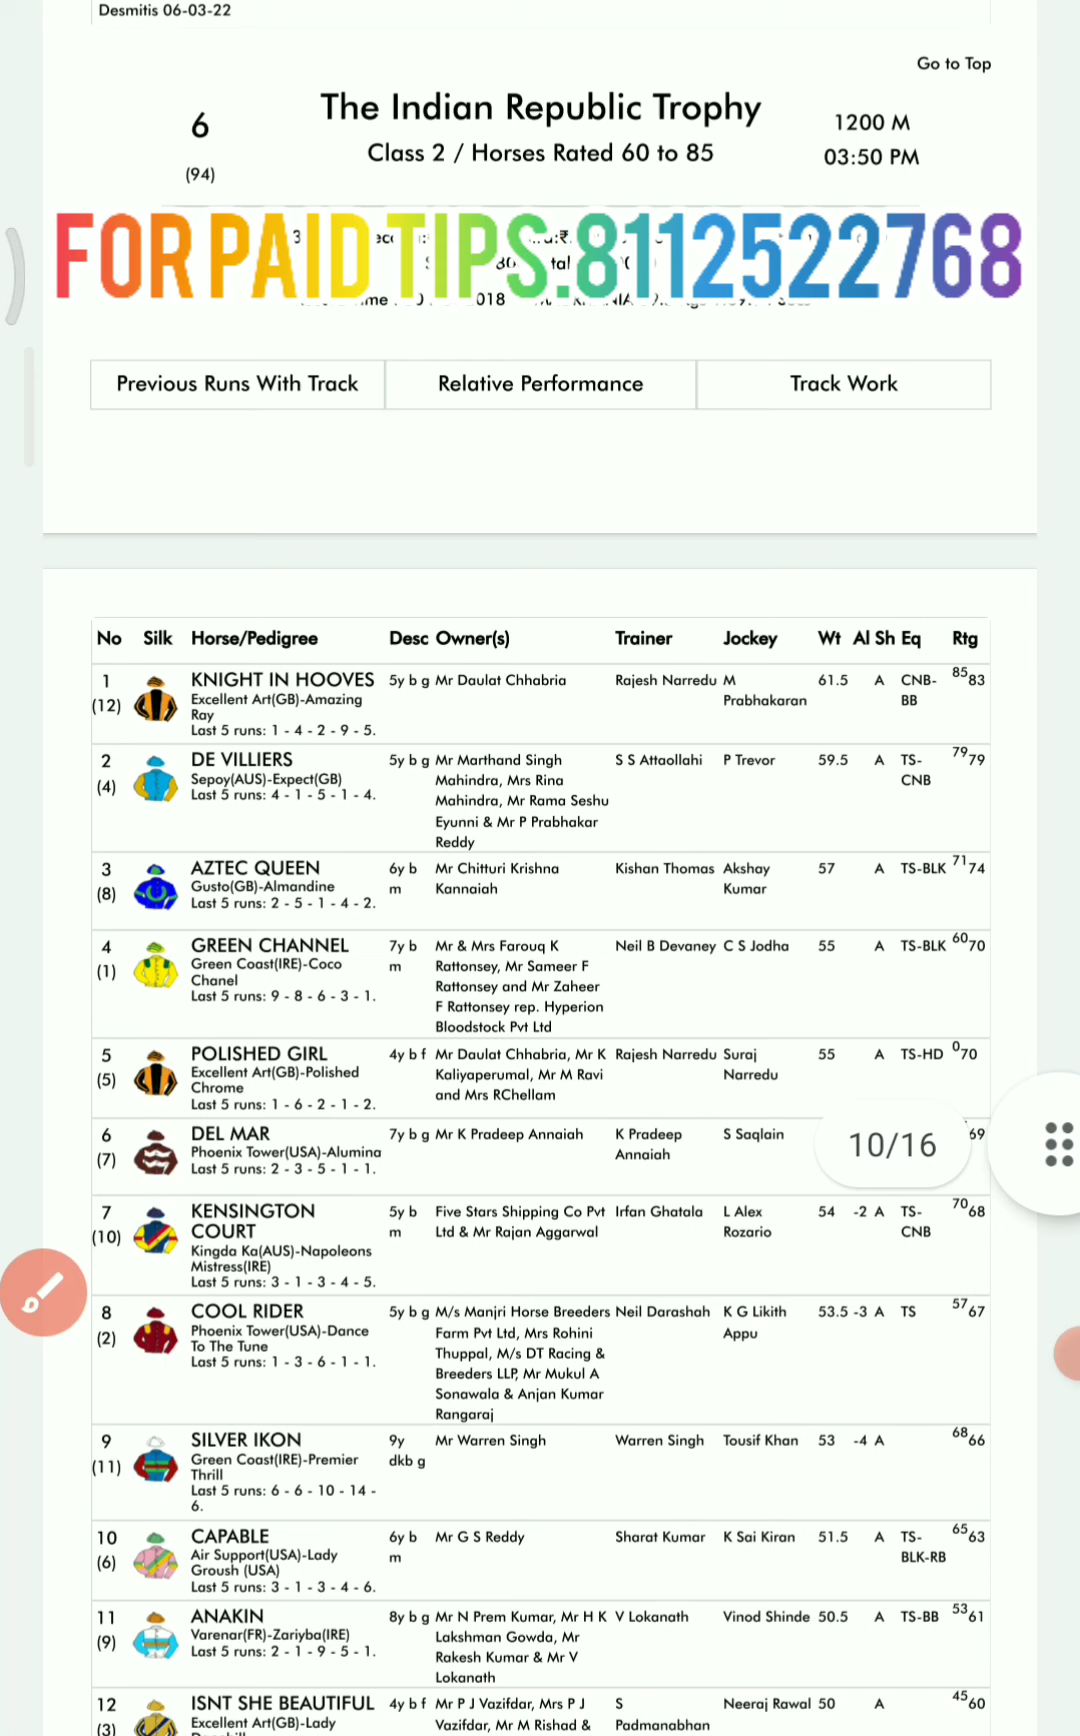 Desmitis 06-03-22
Go to Top
6
The Indian Republic Trophy
1200 M
Class 2 / Horses Rated 60 to 85
03:50 PM
(94)
FOR PAID TIPS:8112522768
2018
Previous Runs With Track
Relative Performance
Track Work
No Silk Horse/Pedigree Desc Owner(s) Trainer Jockey Wt Al Sh Eq Rtg
1 KNIGHT IN HOOVES 5y b g Mr Daulat Chhabria Rajesh Narredu M 61.5 A CNB- 85 83
(12) Excellent Art(GB)-Amazing Prabhakaran BB
Ray
Last 5 runs: 1 - 4 - 2 - 9 - 5.
2 DE VILLIERS 5y b g Mr Marthand Singh S S Attaollahi P Trevor 59.5 A TS- 79 79
(4) Sepoy(AUS)-Expect(GB) Mahindra, Mrs Rina CNB
Last 5 runs: 4 - 1 - 5 - 1 - 4. Mahindra, Mr Rama Seshu
Eyunni & Mr P Prabhakar
Reddy
3 AZTEC QUEEN 6y b Mr Chitturi Krishna Kishan Thomas Akshay 57 A TS-BLK 71 74
(8) Gusto(GB)-Almandine m Kannaiah Kumar
Last 5 runs: 2 - 5 - 1 - 4 - 2.
4 GREEN CHANNEL 7y b Mr & Mrs Farouq K Neil B Devaney C S Jodha 55 A TS-BLK 60 70
(1) Green Coast(IRE)-Coco m Rattonsey, Mr Sameer F
Chanel Rattonsey and Mr Zaheer
Last 5 runs: 9 - 8 - 6 - 3 - 1. F Rattonsey rep. Hyperion
Bloodstock Pvt Ltd
5 POLISHED GIRL 4y b f Mr Daulat Chhabria, Mr K Rajesh Narredu Suraj 55 A TS-HD 0 70
(5) Excellent Art(GB)-Polished Kaliyaperumal, Mr M Ravi Narredu
Chrome and Mrs RChellam
Last 5 runs: 1 - 6 - 2 - 1 - 2.
6 DEL MAR 7y b g Mr K Pradeep Annaiah K Pradeep S Saqlain 69
(7) Phoenix Tower(USA)-Alumina Annaiah
Last 5 runs: 2 - 3 - 5 - 1 - 1.
10/16
7 KENSINGTON 5y b Five Stars Shipping Co Pvt Irfan Ghatala L Alex 54 -2 A TS- 70 68
(10) COURT m Ltd & Mr Rajan Aggarwal Rozario CNB
Kingda Ka(AUS)-Napoleons
Mistress(IRE)
Last 5 runs: 3 - 1 - 3 - 4 - 5.
8 COOL RIDER 5y b g M/s Manjri Horse Breeders Neil Darashah K G Likith 53.5 -3 A TS 57 67
(2) Phoenix Tower(USA)-Dance Farm Pvt Ltd, Mrs Rohini Appu
To The Tune Thuppal, M/s DT Racing &
Last 5 runs: 1 - 3 - 6 - 1 - 1. Breeders LLP, Mr Mukul A
Sonawala & Anjan Kumar
Rangaraj
9 SILVER IKON 9y Mr Warren Singh Warren Singh Tousif Khan 53 -4 A 68 66
(11) Green Coast(IRE)-Premier dkb g
Thrill
Last 5 runs: 6 - 6 - 10 - 14 -
6.
10 CAPABLE 6y b Mr G S Reddy Sharat Kumar K Sai Kiran 51.5 A TS- 65 63
(6) Air Support(USA)-Lady m BLK-RB
Groush (USA)
Last 5 runs: 3 - 1 - 3 - 4 - 6.
11 ANAKIN 8y b g Mr N Prem Kumar, Mr H K V Lokanath Vinod Shinde 50.5 A TS-BB 53 61
(9) Varenar(FR)-Zariyba(IRE) Lakshman Gowda, Mr
Last 5 runs: 2 - 1 - 9 - 5 - 1. Rakesh Kumar & Mr V
Lokanath
12 ISNT SHE BEAUTIFUL 4y b f Mr P J Vazifdar, Mrs P J S Neeraj Rawal 50 A 45 60
(3) Excellent Art(GB)-Lady Vazifdar, Mr M Rishad & Padmanabhan